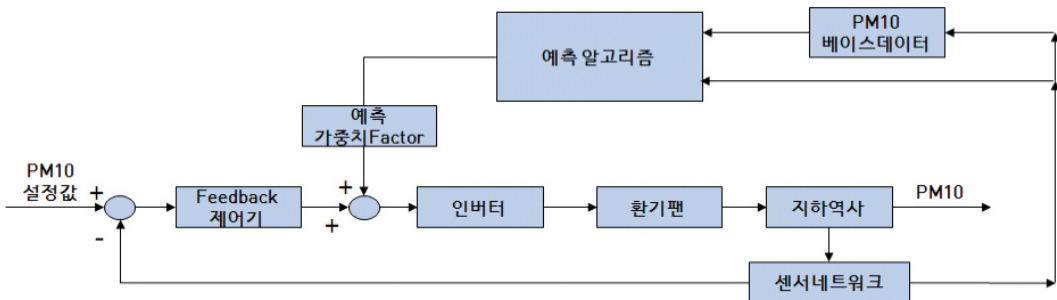 PM10
베이스데이터
예측 알고리즘
예측
가중치Factor
PM10
설정값
+
-
Feedback
제어기
+
+
인버터
환기팬
지하역사
PM10
센서네트워크